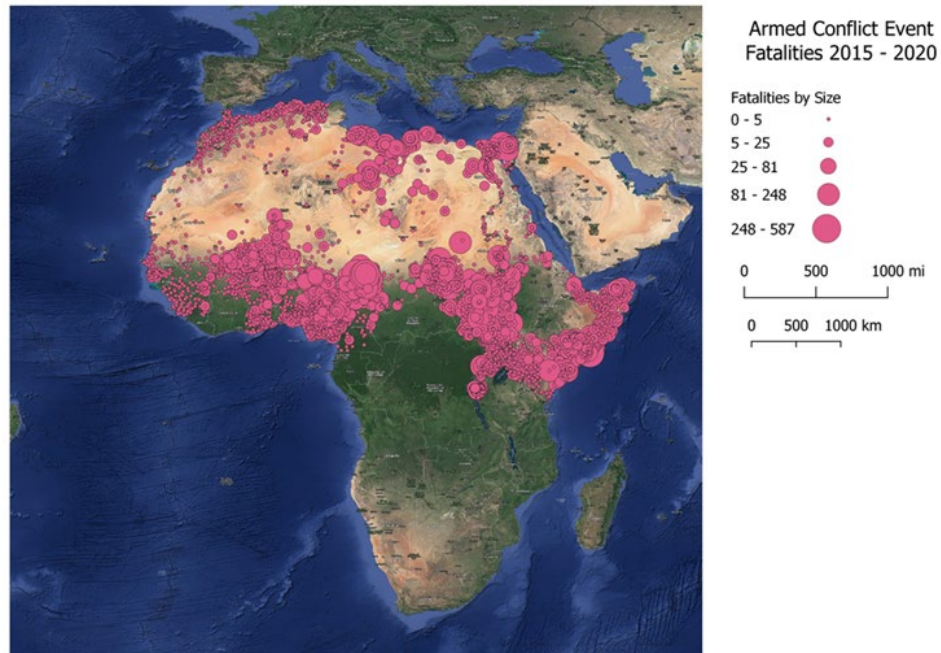 Armed Conflict Event
Fatalities 2015 - 2020
Fatalities by Size
0 - 5
5 - 25
25 - 81
81 - 248
248 - 587
0 500 1000 mi
0 500 1000 km